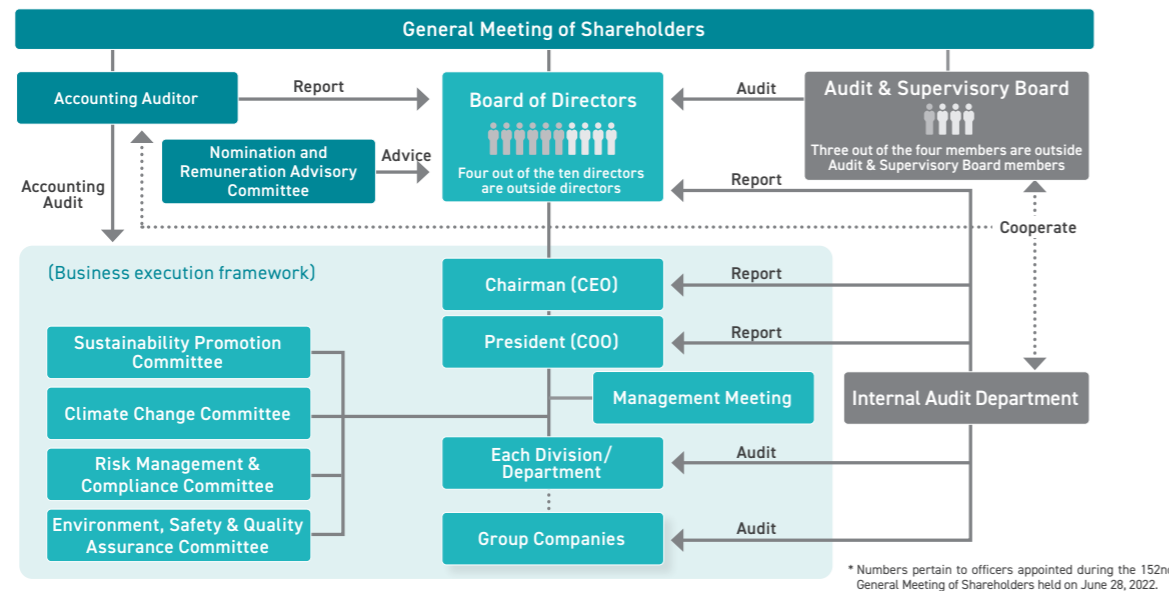 General Meeting of Shareholders
Accounting Auditor
Report
Board of Directors
Four out of the ten directors
are outside directors
Audit
Audit & Supervisory Board
Three out of the four members are outside
Audit & Supervisory Board members
Nomination and
Remuneration Advisory
Committee
Advice
Accounting
Audit
Report
Cooperate
(Business execution framework)
Chairman (CEO)
Report
President (COO)
Report
Sustainability Promotion
Committee
Climate Change Committee
Risk Management &
Compliance Committee
Environment, Safety & Quality
Assurance Committee
Management Meeting
Internal Audit Department
Each Division/
Department
Audit
Group Companies
Audit
* Numbers pertain to officers appointed during the 152nd
General Meeting of Shareholders held on June 28, 2022.